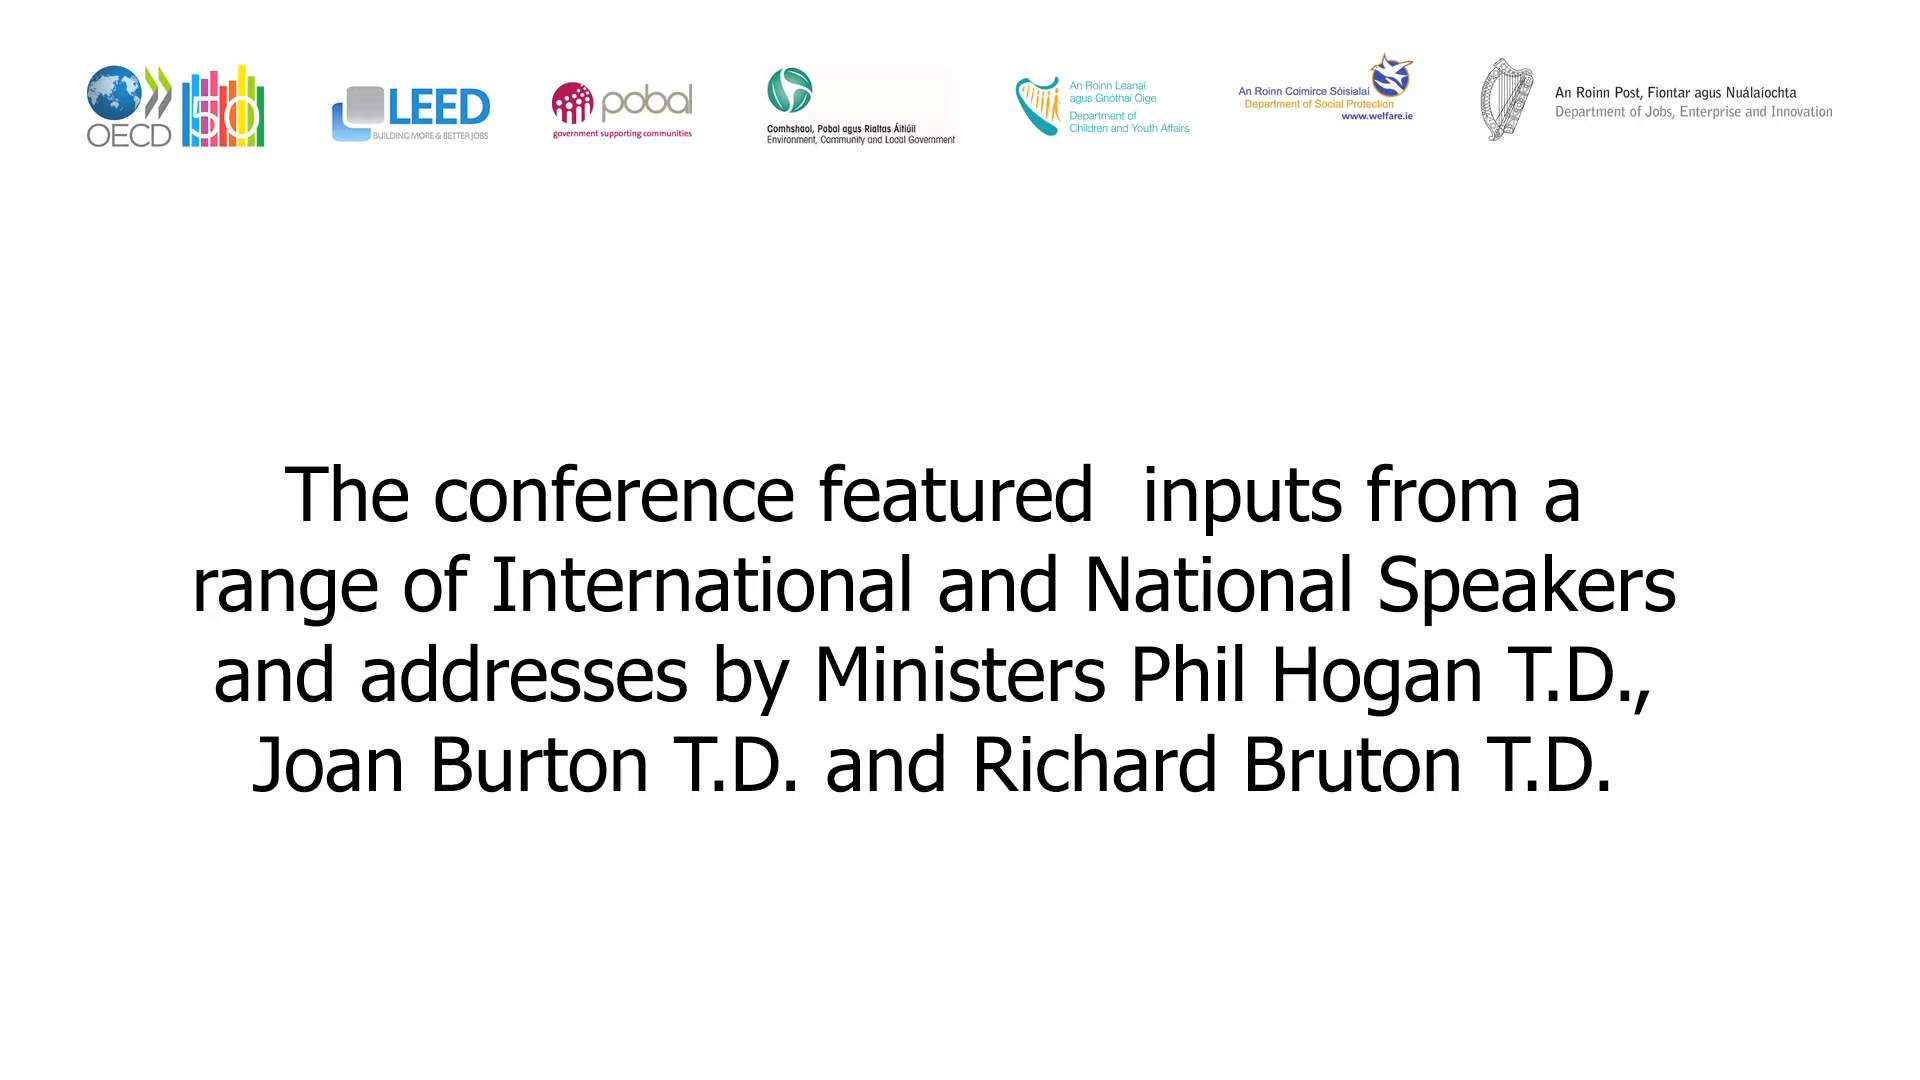 OECD
50
LEED
BUILDING MORE & BETTER JOBS
pobal
government supporting communities
Comhshaol, Pobal agus Rialtas Áitiúil
Environment, Community and Local Government
An Roinn Leanaí
agus Gnóthaí Óige
Department of
Children and Youth Affairs
An Roinn Coimirce Sóisialaí
Department of Social Protection
www.welfare.ie
An Roinn Post, Fiontar agus Nuálaíochta
Department of Jobs, Enterprise and Innovation
The conference featured  inputs from a
range of International and National Speakers
and addresses by Ministers Phil Hogan T.D.,
Joan Burton T.D. and Richard Bruton T.D.